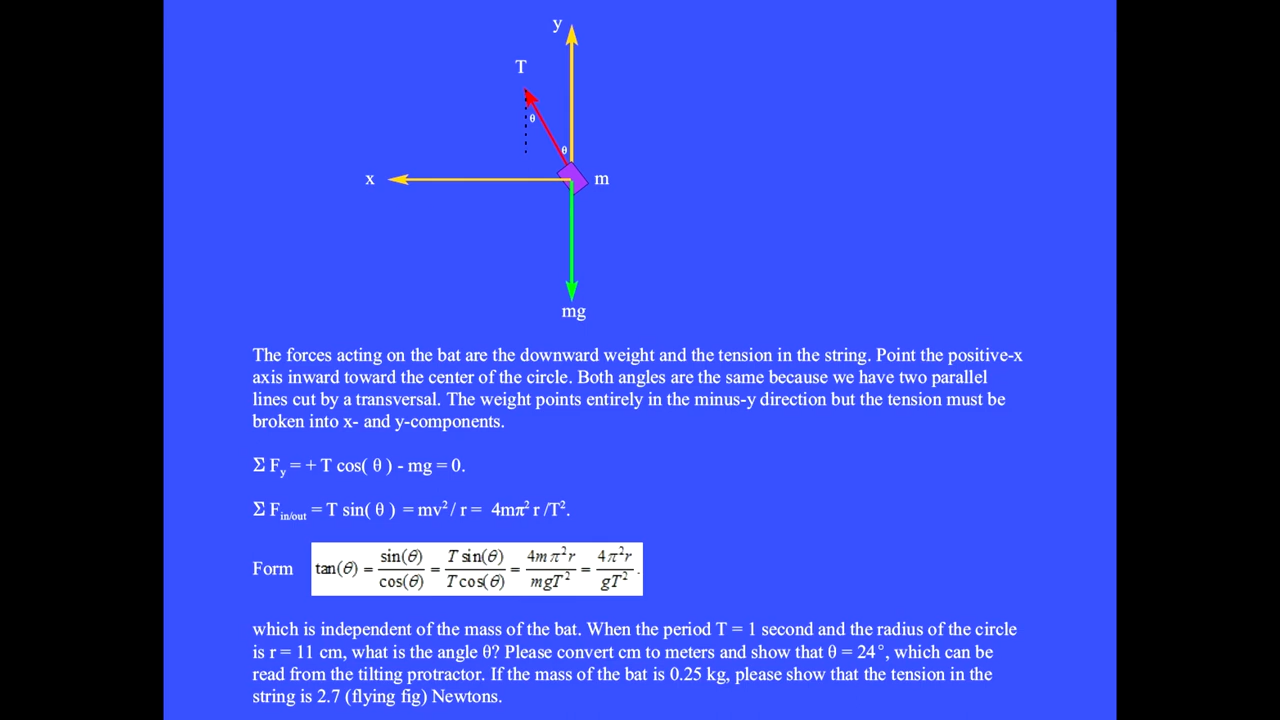 y
T
θ
θ
x
m
mg
The forces acting on the bat are the downward weight and the tension in the string. Point the positive-x
axis inward toward the center of the circle. Both angles are the same because we have two parallel
lines cut by a transversal. The weight points entirely in the minus-y direction but the tension must be
broken into x- and y-components.
Σ Fy = + T cos( θ ) - mg = 0.
Σ Fin/out = T sin( θ ) = mv² / r = 4mπ² r /T².
Form tan(θ) = sin(θ)/cos(θ) = T sin(θ)/T cos(θ) = 4mπ²r/mgT² = 4π²r/gT².
which is independent of the mass of the bat. When the period T = 1 second and the radius of the circle
is r = 11 cm, what is the angle θ? Please convert cm to meters and show that θ = 24°, which can be
read from the tilting protractor. If the mass of the bat is 0.25 kg, please show that the tension in the
string is 2.7 (flying fig) Newtons.